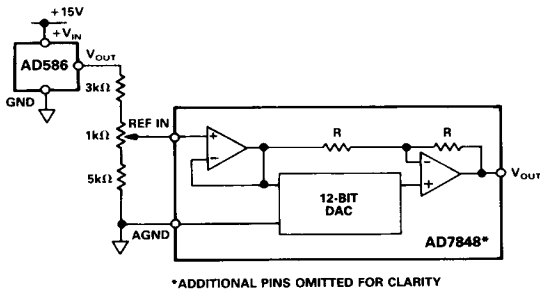 +15V
+VIN
VOUT
AD586
GND
3kΩ
1kΩ
REF IN
5kΩ
AGND
+
−
R
R
−
+
VOUT
12-BIT
DAC
AD7848*
*ADDITIONAL PINS OMITTED FOR CLARITY